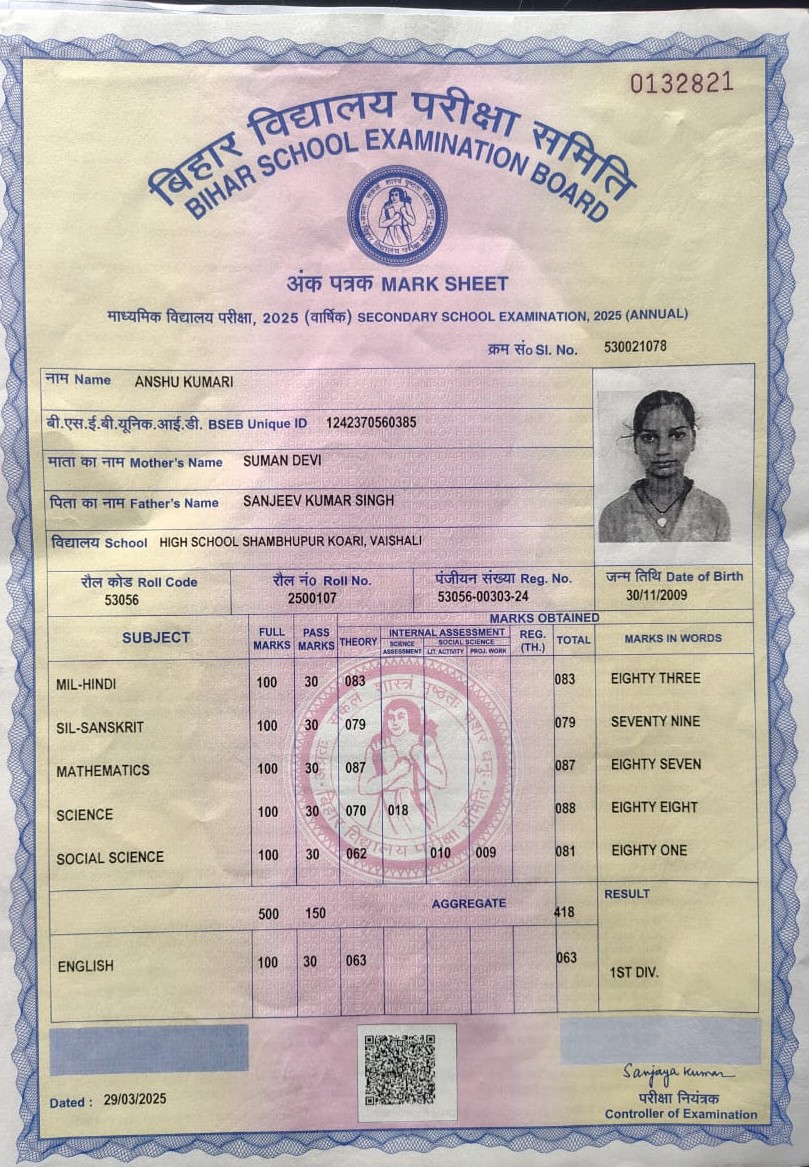 0132821
बिहार विद्यालय परीक्षा समिति
BIHAR SCHOOL EXAMINATION BOARD
अंक पत्रक MARK SHEET
माध्यमिक विद्यालय परीक्षा, 2025 (वार्षिक) SECONDARY SCHOOL EXAMINATION, 2025 (ANNUAL)
क्रम सं० Sl. No. 530021078
नाम Name ANSHU KUMARI
बी.एस.ई.बी.यूनिक.आई.डी. BSEB Unique ID 1242370560385
माता का नाम Mother's Name SUMAN DEVI
पिता का नाम Father's Name SANJEEV KUMAR SINGH
विद्यालय School HIGH SCHOOL SHAMBHUPUR KOARI, VAISHALI
रौल कोड Roll Code रौल नं० Roll No. पंजीयन संख्या Reg. No. जन्म तिथि Date of Birth
53056 2500107 53056-00303-24 30/11/2009
MARKS OBTAINED
SUBJECT FULL MARKS PASS MARKS THEORY INTERNAL ASSESSMENT REG. (TH.) TOTAL MARKS IN WORDS
SCIENCE ASSESSMENT SOCIAL SCIENCE
LIT. ACTIVITY PROJ. WORK
MIL-HINDI 100 30 083 083 EIGHTY THREE
SIL-SANSKRIT 100 30 079 079 SEVENTY NINE
MATHEMATICS 100 30 087 087 EIGHTY SEVEN
SCIENCE 100 30 070 018 088 EIGHTY EIGHT
SOCIAL SCIENCE 100 30 062 010 009 081 EIGHTY ONE
500 150 AGGREGATE 418 RESULT
ENGLISH 100 30 063 063 1ST DIV.
Sanjaya Kumar
Dated : 29/03/2025
परीक्षा नियंत्रक
Controller of Examination